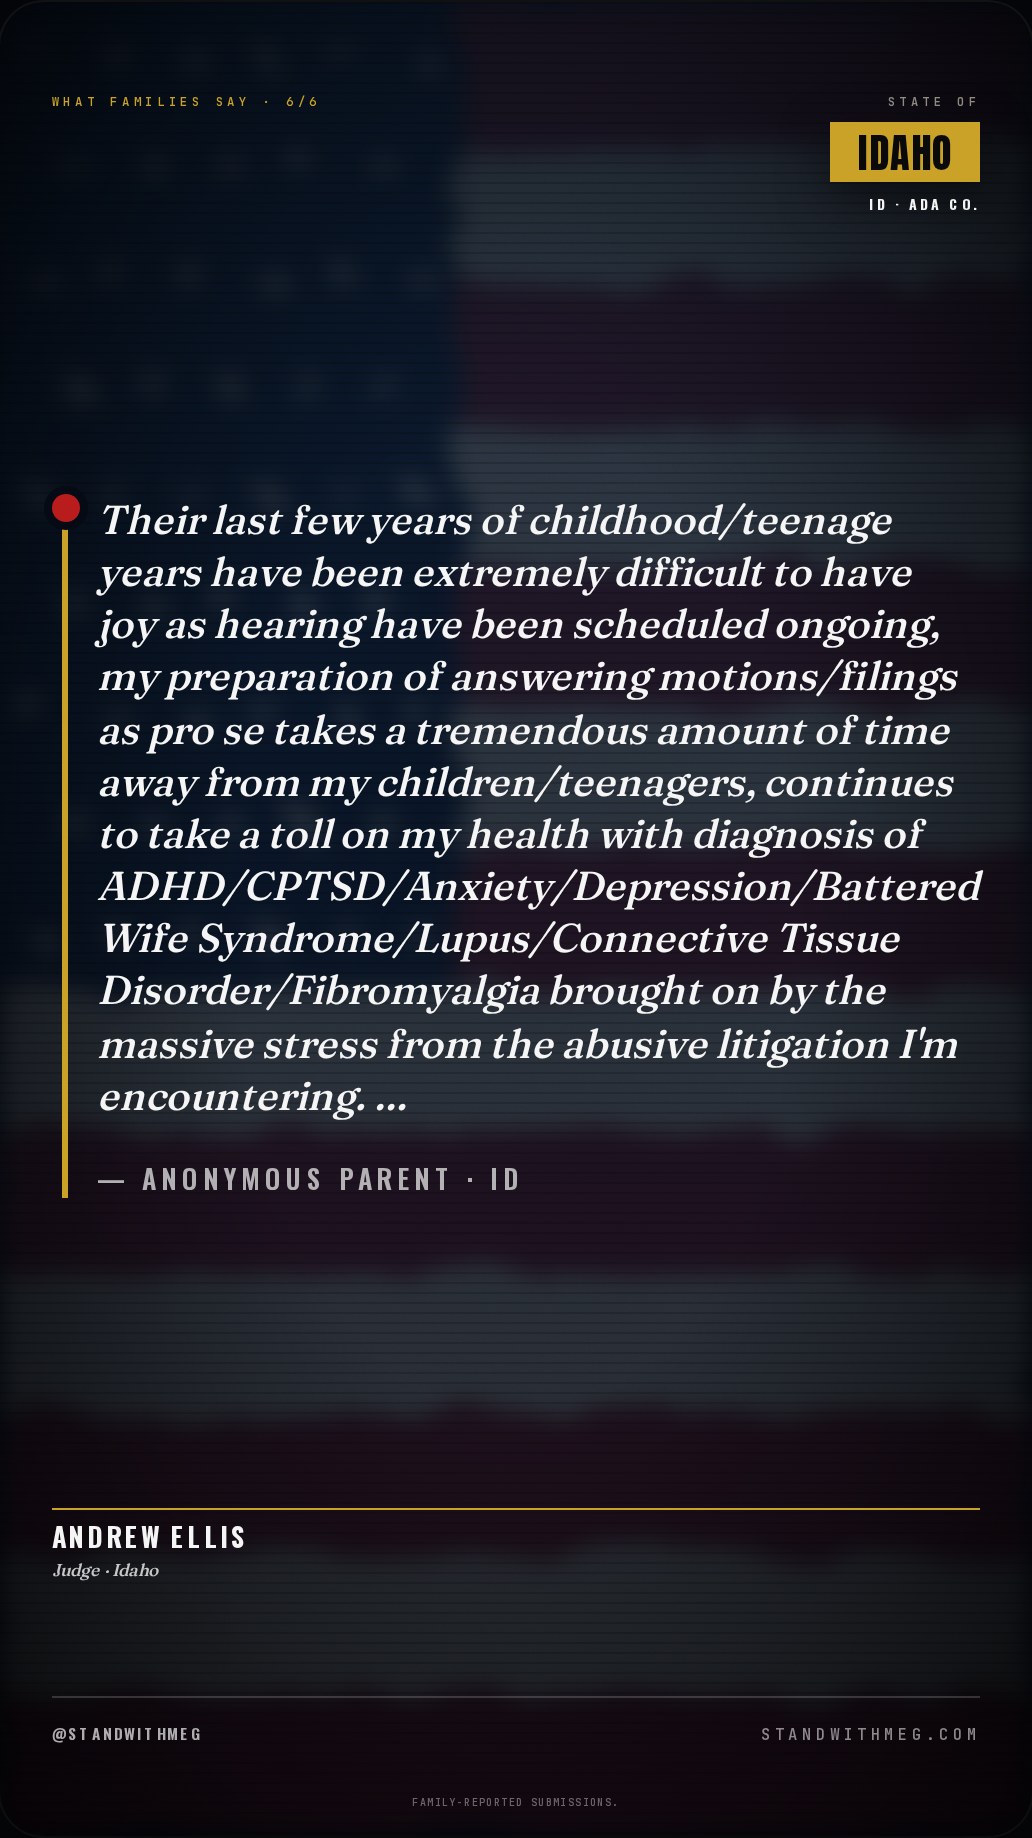 WHAT FAMILIES SAY · 6/6
STATE OF
IDAHO
ID · ADA CO.
Their last few years of childhood/teenage
years have been extremely difficult to have
joy as hearing have been scheduled ongoing,
my preparation of answering motions/filings
as pro se takes a tremendous amount of time
away from my children/teenagers, continues
to take a toll on my health with diagnosis of
ADHD/CPTSD/Anxiety/Depression/Battered
Wife Syndrome/Lupus/Connective Tissue
Disorder/Fibromyalgia brought on by the
massive stress from the abusive litigation I'm
encountering. ...
— ANONYMOUS PARENT · ID
ANDREW ELLIS
Judge · Idaho
@STANDWITHMEG
STANDWITHMEG.COM
FAMILY-REPORTED SUBMISSIONS.